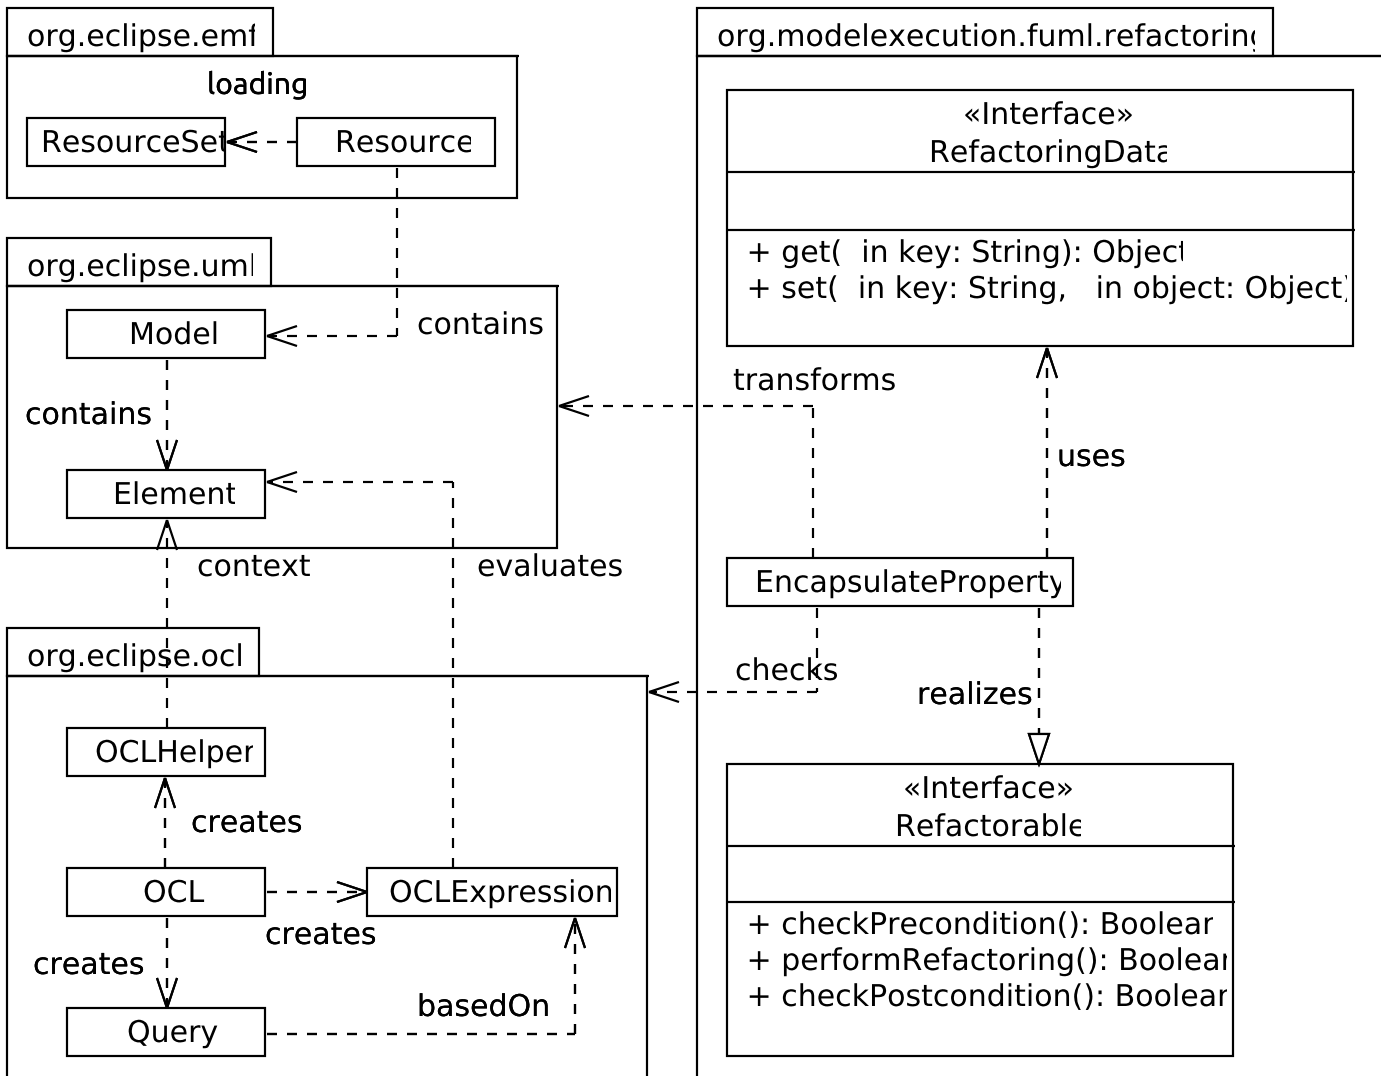 org.eclipse.emf
loading
ResourceSet
Resource
org.eclipse.uml
Model
contains
contains
Element
context
evaluates
org.eclipse.ocl
OCLHelper
creates
OCL
OCLExpression
creates
creates
basedOn
Query
org.modelexecution.fuml.refactoring
«Interface»
RefactoringData
+ get( in key: String): Object
+ set( in key: String, in object: Object)
transforms
uses
EncapsulateProperty
checks
realizes
«Interface»
Refactorable
+ checkPrecondition(): Boolean
+ performRefactoring(): Boolean
+ checkPostcondition(): Boolean